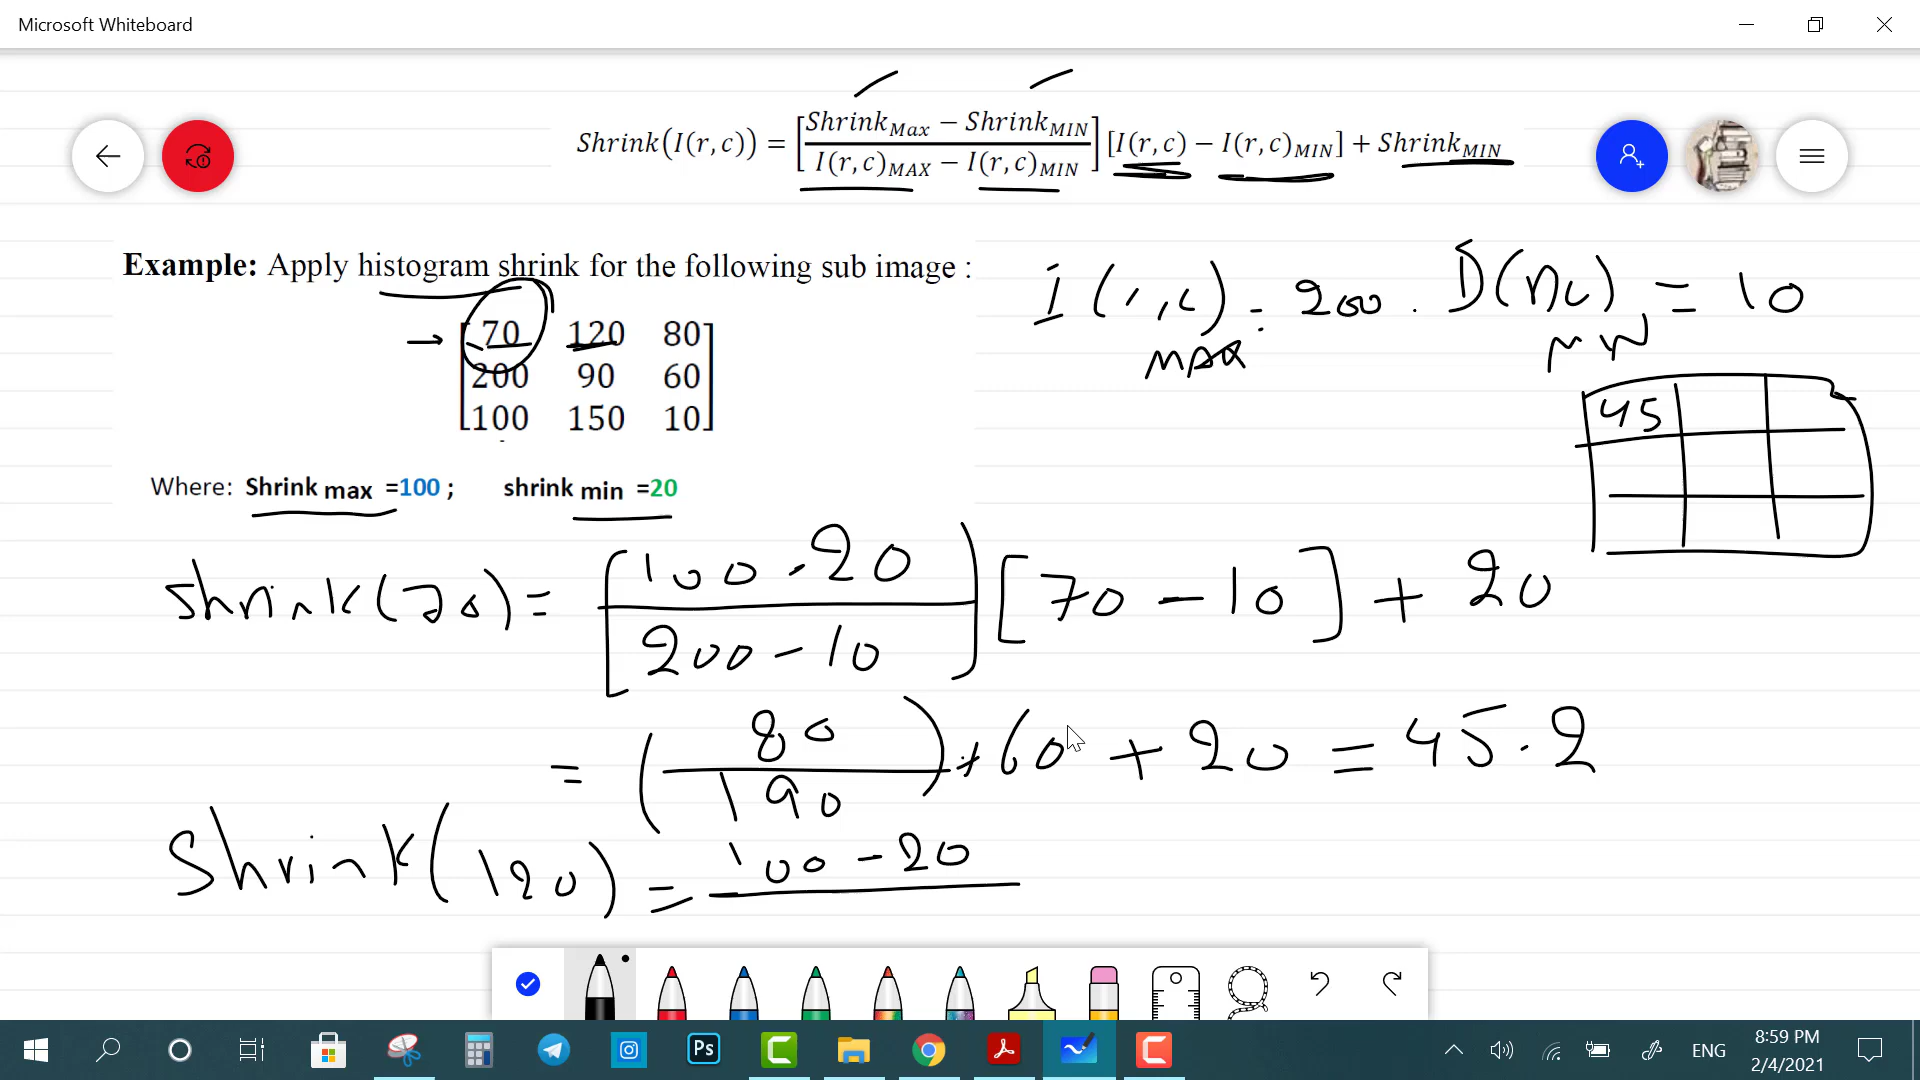 Microsoft Whiteboard
Shrink(I(r,c)) = [Shrink_Max − Shrink_MIN / I(r,c)_MAX − I(r,c)_MIN] [I(r,c) − I(r,c)_MIN] + Shrink_MIN
Example: Apply histogram shrink for the following sub image :
70 120 80
200 90 60
100 150 10
Where: Shrink max =100 ; shrink min =20
I(r,c) = 200 .
MAX
(r,c) = 10
MIN
45
Shrink(70) = [100 - 20 / 200 - 10] [70 - 10] + 20
= (80 / 190) * 60 + 20 = 45.2
Shrink(120) = 100 - 20
Ps
ENG
8:59 PM
2/4/2021